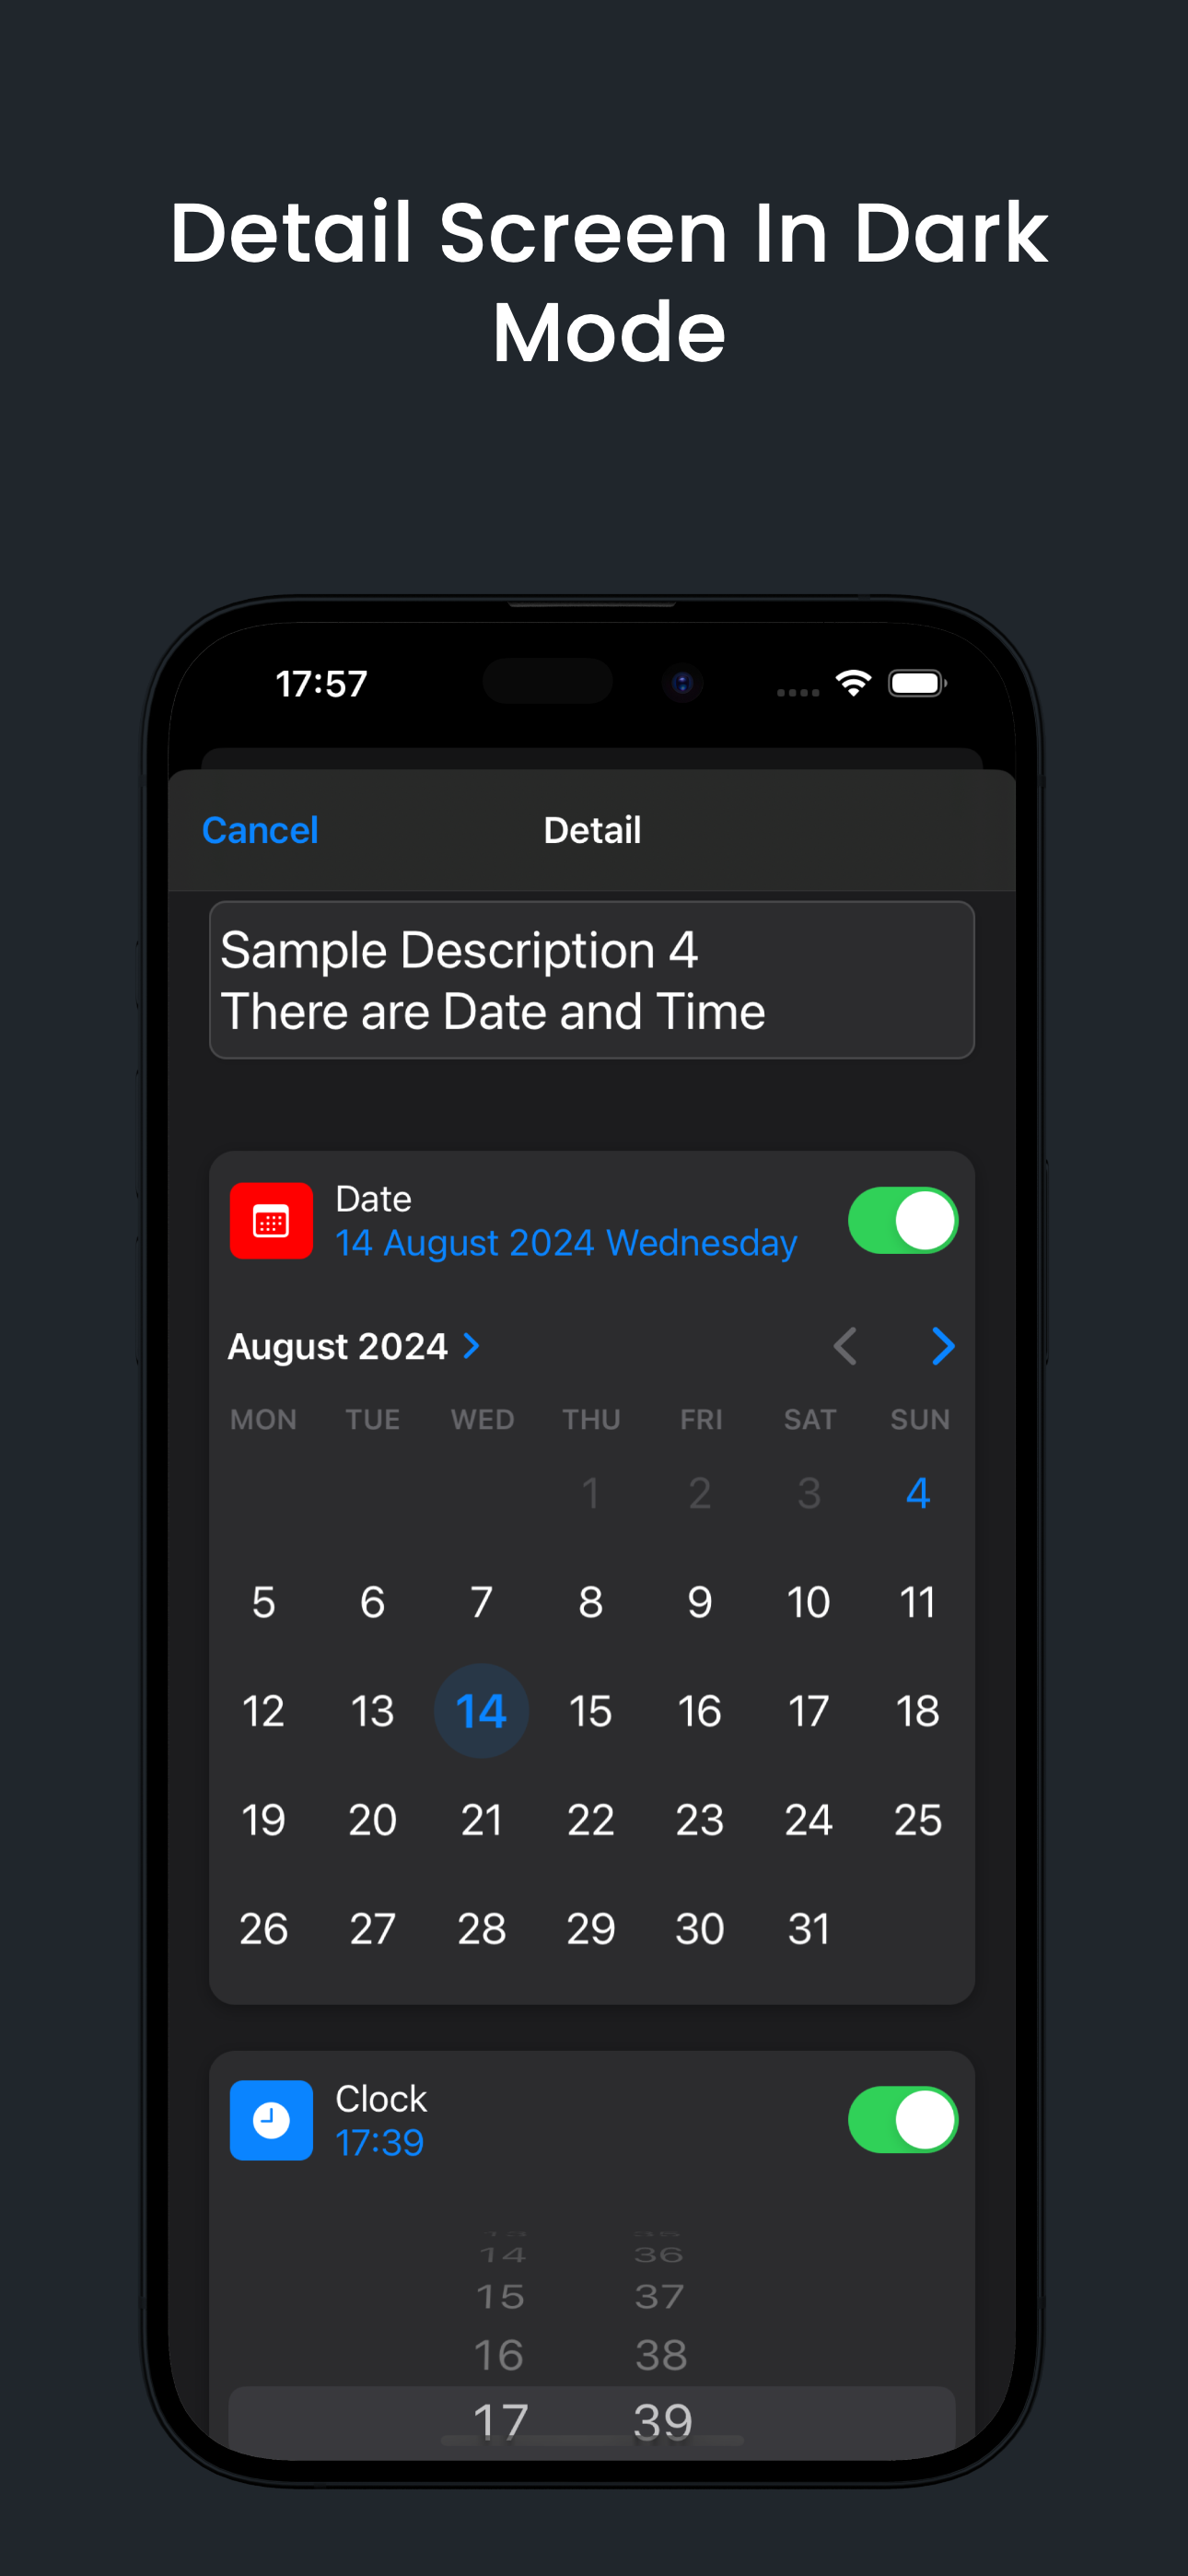 Detail Screen In Dark
Mode
17:57
Cancel Detail
Sample Description 4
There are Date and Time
Date
14 August 2024 Wednesday
August 2024
MON TUE WED THU FRI SAT SUN
1 2 3 4
5 6 7 8 9 10 11
12 13 14 15 16 17 18
19 20 21 22 23 24 25
26 27 28 29 30 31
Clock
17:39
14 36
15 37
16 38
17 39